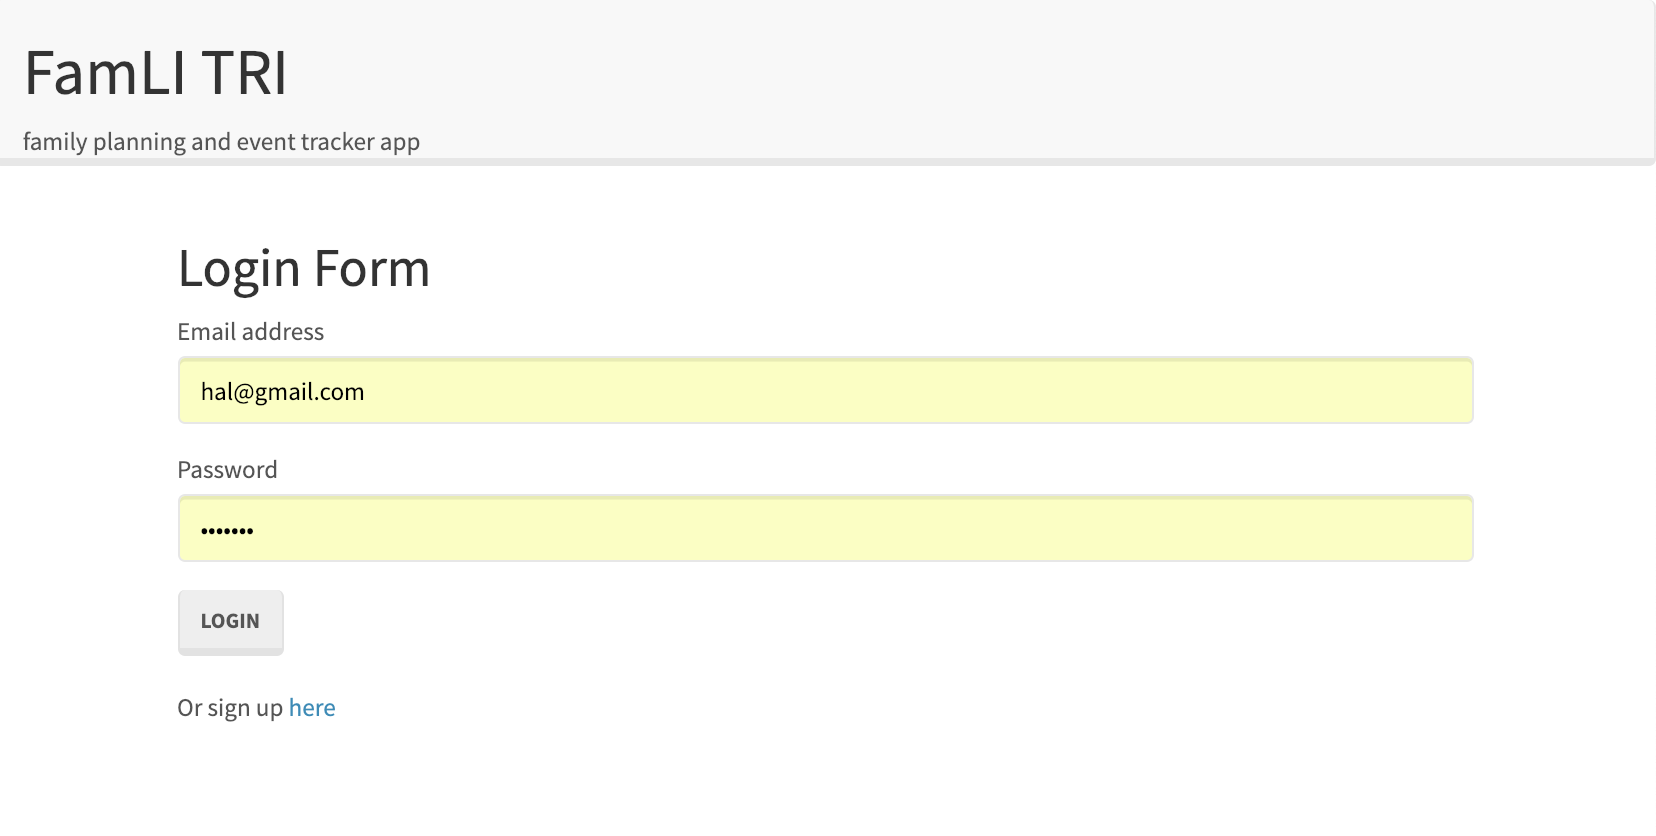 FamLI TRI
family planning and event tracker app
Login Form
Email address
hal@gmail.com
Password
•••••••
LOGIN
Or sign up here